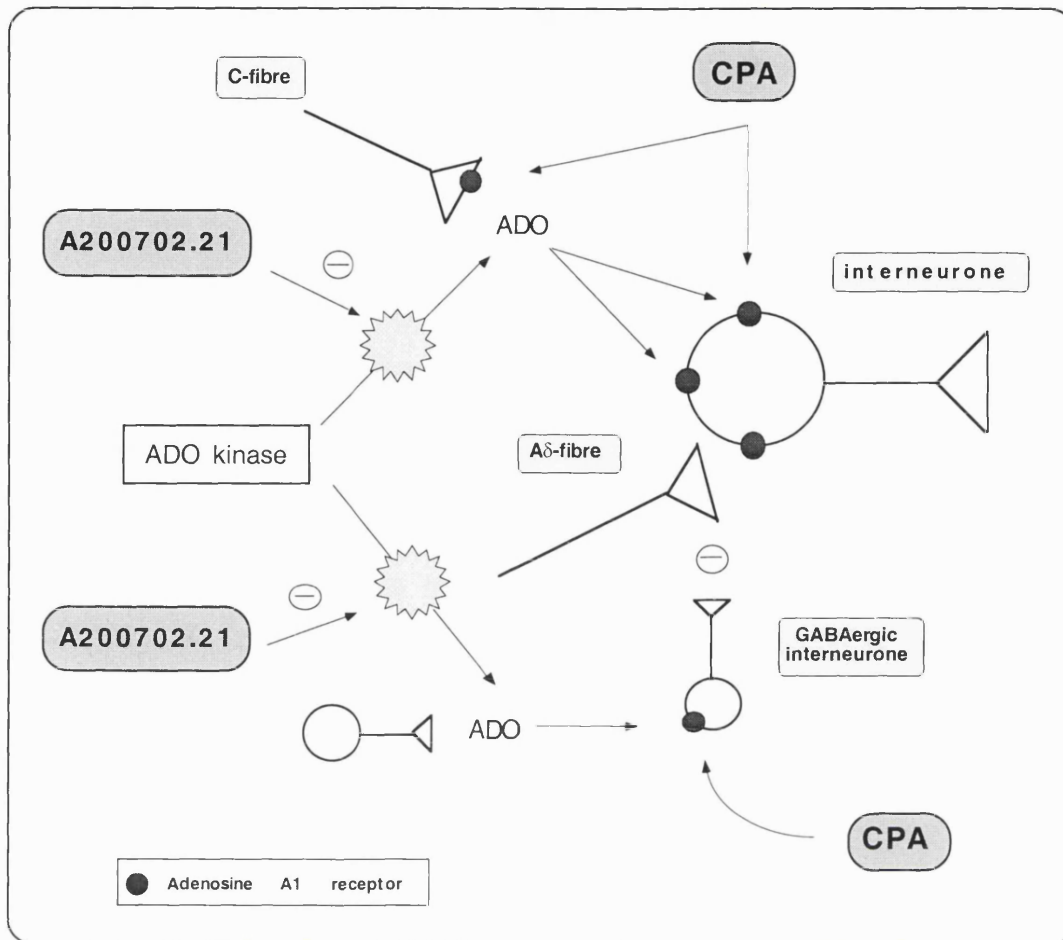 C-fibre
CPA
A200702.21
ADO
interneurone
ADO kinase
Aδ-fibre
A200702.21
GABAergic
interneurone
ADO
CPA
Adenosine A1 receptor